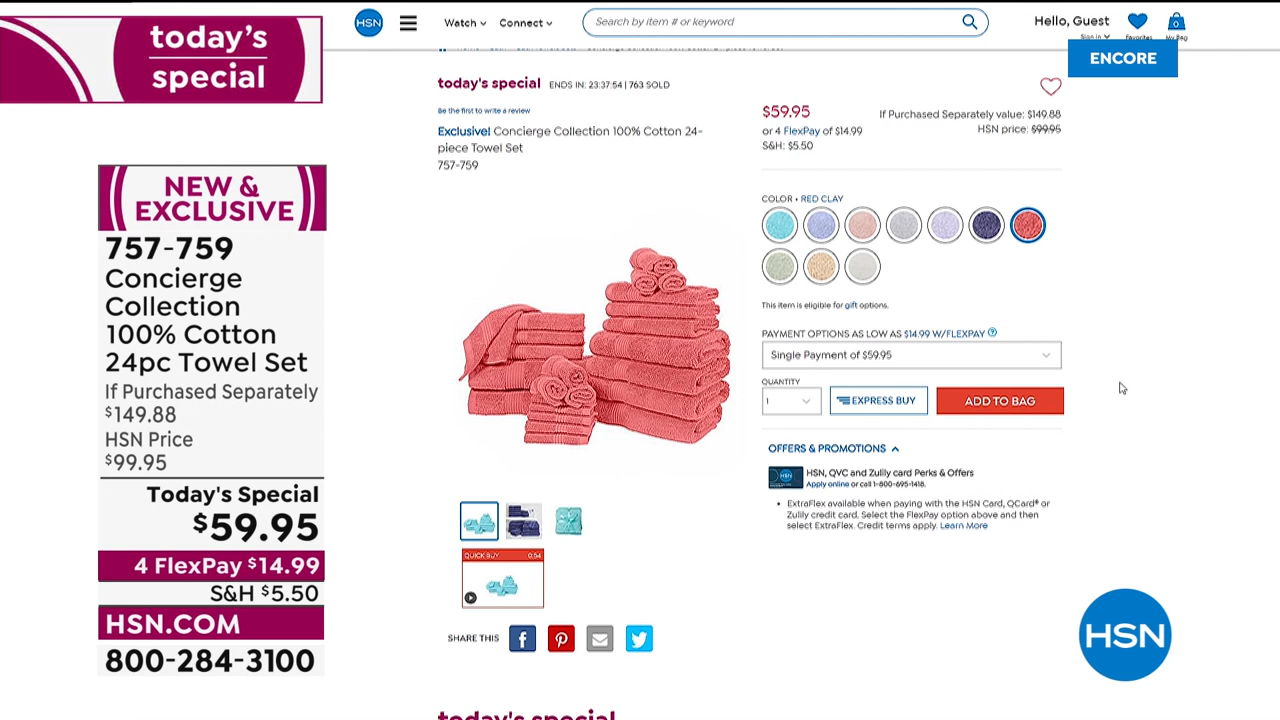 today's
special
HSN
Watch
Connect
Search by item # or keyword
Hello, Guest
Sign In
Favorites
0
My Bag
ENCORE
today's special ENDS IN: 23:37:54 | 763 SOLD
Be the first to write a review
Exclusive! Concierge Collection 100% Cotton 24-
piece Towel Set
757-759
$59.95
or 4 FlexPay of $14.99
S&H: $5.50
If Purchased Separately value: $149.88
HSN price: $99.95
COLOR • RED CLAY
This item is eligible for gift options.
PAYMENT OPTIONS AS LOW AS $14.99 W/FLEXPAY ?
Single Payment of $59.95
QUANTITY
1
EXPRESS BUY
ADD TO BAG
OFFERS & PROMOTIONS
HSN
HSN, QVC and Zulily card Perks & Offers
Apply online or call 1-800-695-1418.
• ExtraFlex available when paying with the HSN Card, QCard® or
Zulily credit card. Select the FlexPay option above and then
select ExtraFlex. Credit terms apply. Learn More
QUICK BUY 0:54
SHARE THIS
NEW &
EXCLUSIVE
757-759
Concierge
Collection
100% Cotton
24pc Towel Set
If Purchased Separately
$149.88
HSN Price
$99.95
Today's Special
$59.95
4 FlexPay $14.99
S&H $5.50
HSN.COM
800-284-3100
HSN
today's special